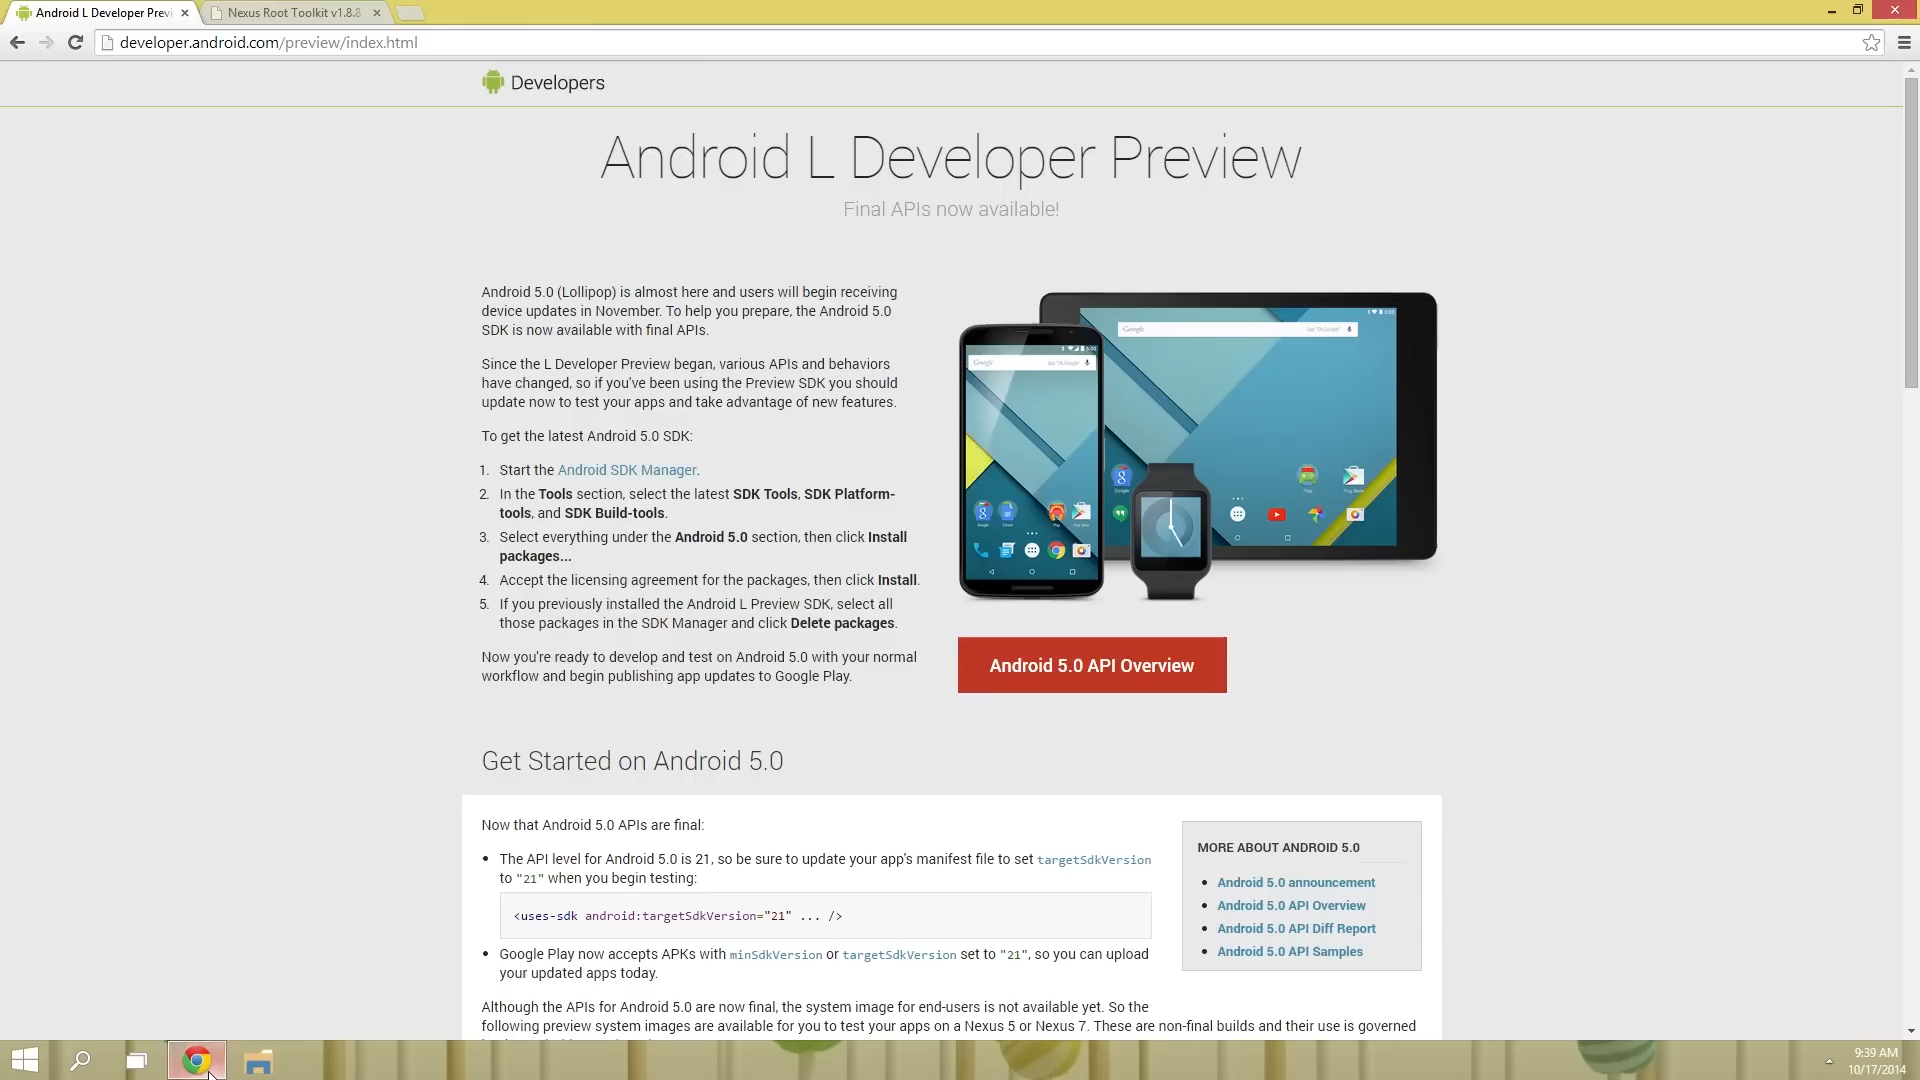 Android L Developer Previ
Nexus Root Toolkit v1.8.8
developer.android.com/preview/index.html
Developers
Android L Developer Preview
Final APIs now available!
Android 5.0 (Lollipop) is almost here and users will begin receiving
device updates in November. To help you prepare, the Android 5.0
SDK is now available with final APIs.
Since the L Developer Preview began, various APIs and behaviors
have changed, so if you've been using the Preview SDK you should
update now to test your apps and take advantage of new features.
To get the latest Android 5.0 SDK:
1. Start the Android SDK Manager.
2. In the Tools section, select the latest SDK Tools, SDK Platform-
tools, and SDK Build-tools.
3. Select everything under the Android 5.0 section, then click Install
packages...
4. Accept the licensing agreement for the packages, then click Install.
5. If you previously installed the Android L Preview SDK, select all
those packages in the SDK Manager and click Delete packages.
Now you're ready to develop and test on Android 5.0 with your normal
workflow and begin publishing app updates to Google Play.
Google
Google
Android 5.0 API Overview
Get Started on Android 5.0
Now that Android 5.0 APIs are final:
• The API level for Android 5.0 is 21, so be sure to update your app's manifest file to set targetSdkVersion
to "21" when you begin testing:
<uses-sdk android:targetSdkVersion="21" ... />
• Google Play now accepts APKs with minSdkVersion or targetSdkVersion set to "21", so you can upload
your updated apps today.
Although the APIs for Android 5.0 are now final, the system image for end-users is not available yet. So the
following preview system images are available for you to test your apps on a Nexus 5 or Nexus 7. These are non-final builds and their use is governed
MORE ABOUT ANDROID 5.0
• Android 5.0 announcement
• Android 5.0 API Overview
• Android 5.0 API Diff Report
• Android 5.0 API Samples
9:39 AM
10/17/2014